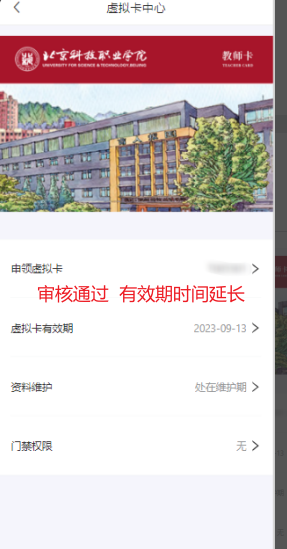 虚拟卡中心
北京科技职业学院
UNIVERSITY FOR SCIENCE & TECHNOLOGY BEIJING
教师卡
TEACHER CARD
申领虚拟卡
审核通过 有效期时间延长
虚拟卡有效期 2023-09-13
资料维护 处在维护期
门禁权限 无